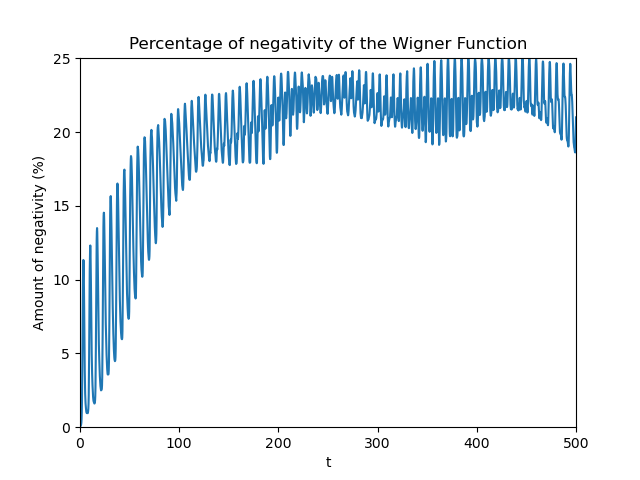 Percentage of negativity of the Wigner Function
25
20
15
10
5
0
Amount of negativity (%)
0 100 200 300 400 500
t